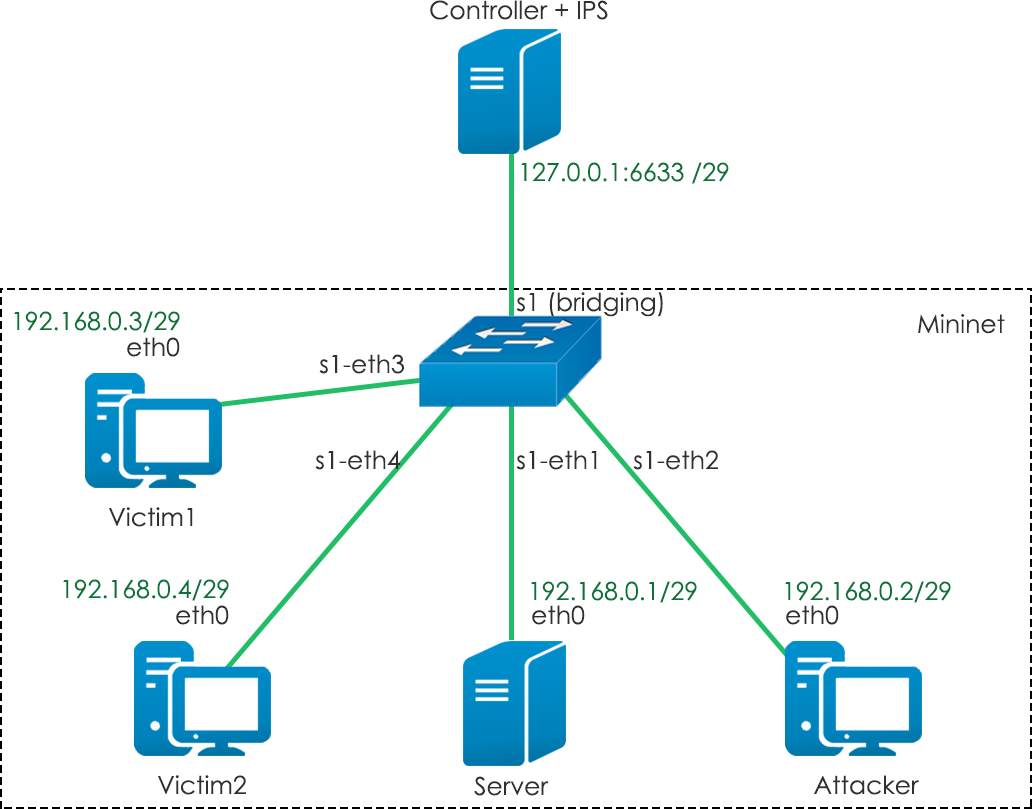 Controller + IPS
127.0.0.1:6633 /29
s1 (bridging)
Mininet
192.168.0.3/29
eth0
s1-eth3
Victim1
s1-eth4
s1-eth1
s1-eth2
192.168.0.4/29
eth0
192.168.0.1/29
eth0
192.168.0.2/29
eth0
Victim2
Server
Attacker